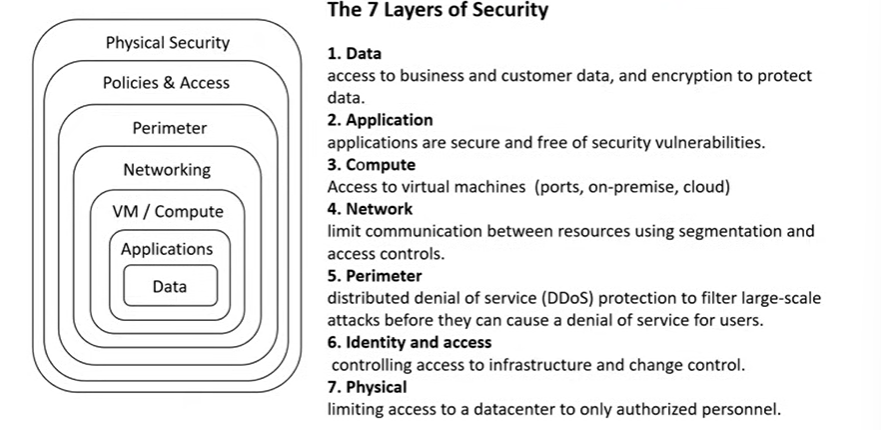 Physical Security
Policies & Access
Perimeter
Networking
VM / Compute
Applications
Data
The 7 Layers of Security
1. Data
access to business and customer data, and encryption to protect
data.
2. Application
applications are secure and free of security vulnerabilities.
3. Compute
Access to virtual machines (ports, on-premise, cloud)
4. Network
limit communication between resources using segmentation and
access controls.
5. Perimeter
distributed denial of service (DDoS) protection to filter large-scale
attacks before they can cause a denial of service for users.
6. Identity and access
controlling access to infrastructure and change control.
7. Physical
limiting access to a datacenter to only authorized personnel.